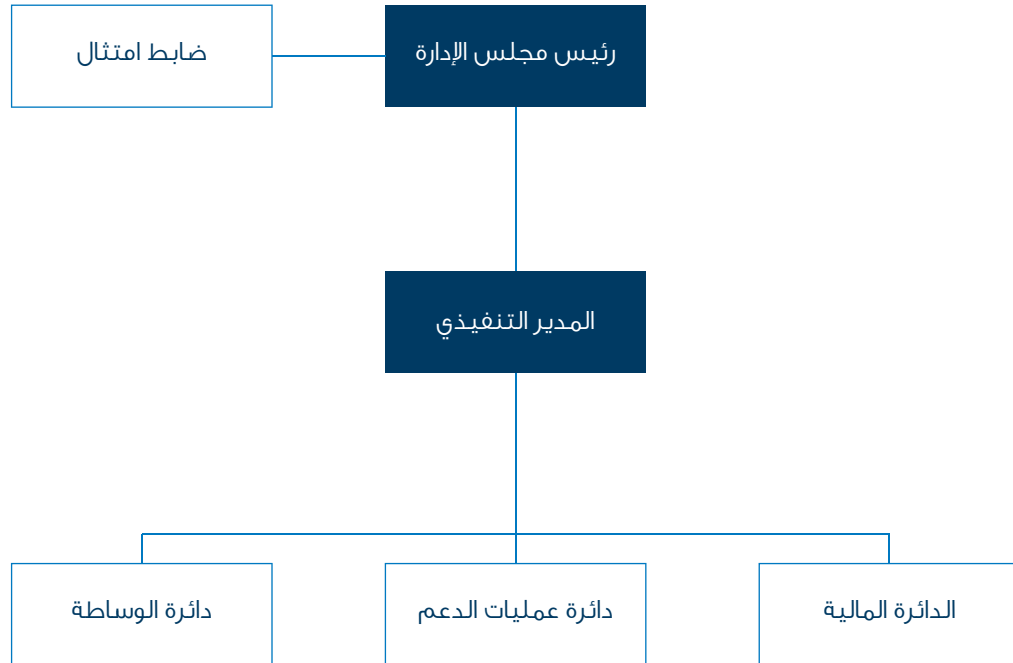 رئيس مجلس الإدارة
ضابط امتثال
المدير التنفيذي
الدائرة المالية
دائرة عمليات الدعم
دائرة الوساطة